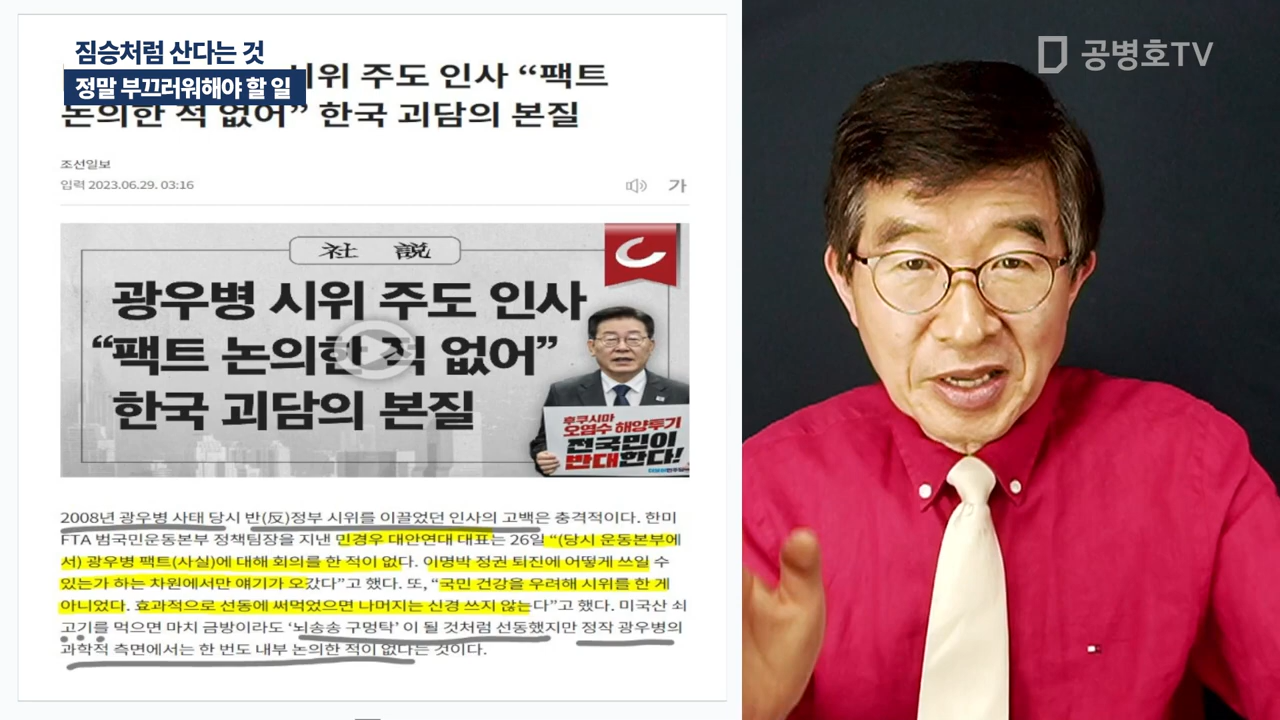 짐승처럼 산다는 것
정말 부끄러워해야 할 일
시위 주도 인사 “팩트
논의한 적 없어” 한국 괴담의 본질
조선일보
입력 2023.06.29. 03:16
가
社 説
광우병 시위 주도 인사
“팩트 논의한 적 없어”
한국 괴담의 본질
후쿠시마
오염수 해양투기
전국민이
반대한다!
더불어민주당
2008년 광우병 사태 당시 반(反)정부 시위를 이끌었던 인사의 고백은 충격적이다. 한미
FTA 범국민운동본부 정책팀장을 지낸 민경우 대안연대 대표는 26일 “(당시 운동본부에
서) 광우병 팩트(사실)에 대해 회의를 한 적이 없다. 이명박 정권 퇴진에 어떻게 쓰일 수
있는가 하는 차원에서만 얘기가 오갔다”고 했다. 또, “국민 건강을 우려해 시위를 한 게
아니었다. 효과적으로 선동에 써먹었으면 나머지는 신경 쓰지 않는다”고 했다. 미국산 쇠
고기를 먹으면 마치 금방이라도 ‘뇌송송 구멍탁’ 이 될 것처럼 선동했지만 정작 광우병의
과학적 측면에서는 한 번도 내부 논의한 적이 없다는 것이다.
공병호TV